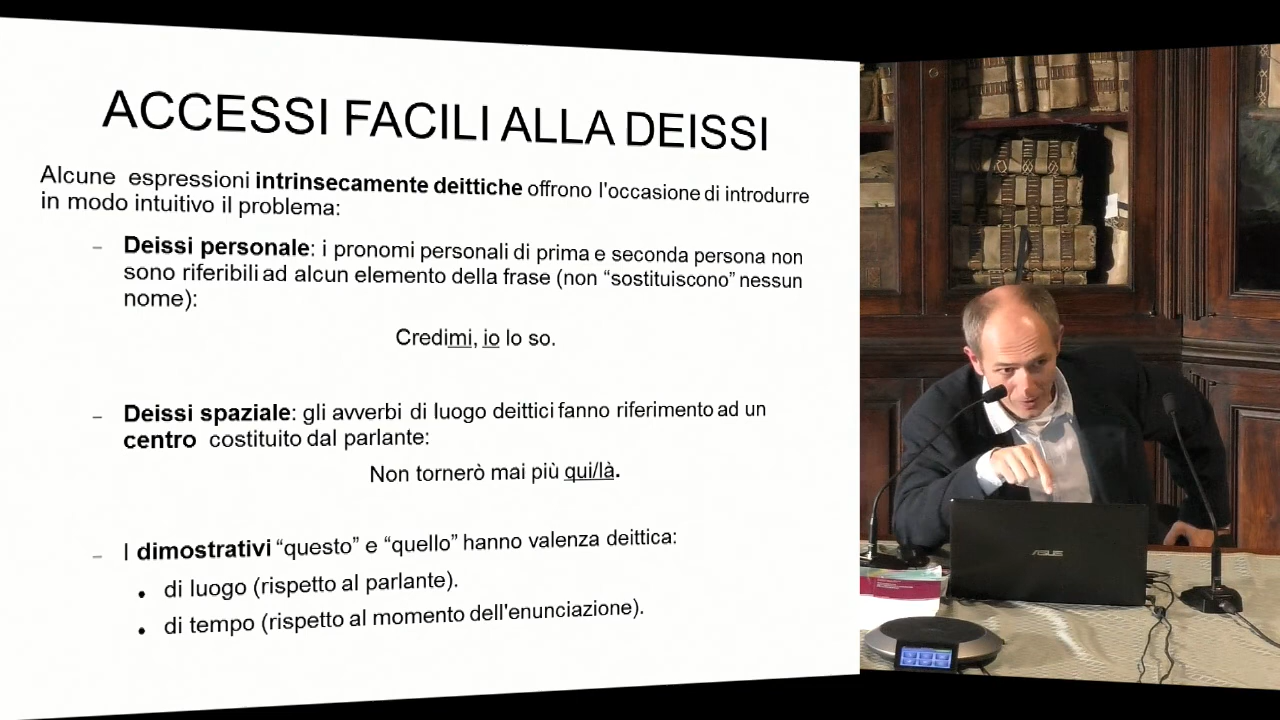 ACCESSI FACILI ALLA DEISSI
Alcune espressioni intrinsecamente deittiche offrono l'occasione di introdurre
in modo intuitivo il problema:
– Deissi personale: i pronomi personali di prima e seconda persona non
sono riferibili ad alcun elemento della frase (non “sostituiscono” nessun
nome):
Credimi, io lo so.
– Deissi spaziale: gli avverbi di luogo deittici fanno riferimento ad un
centro costituito dal parlante:
Non tornerò mai più qui/là.
– I dimostrativi “questo” e “quello” hanno valenza deittica:
• di luogo (rispetto al parlante).
• di tempo (rispetto al momento dell'enunciazione).
ASUS